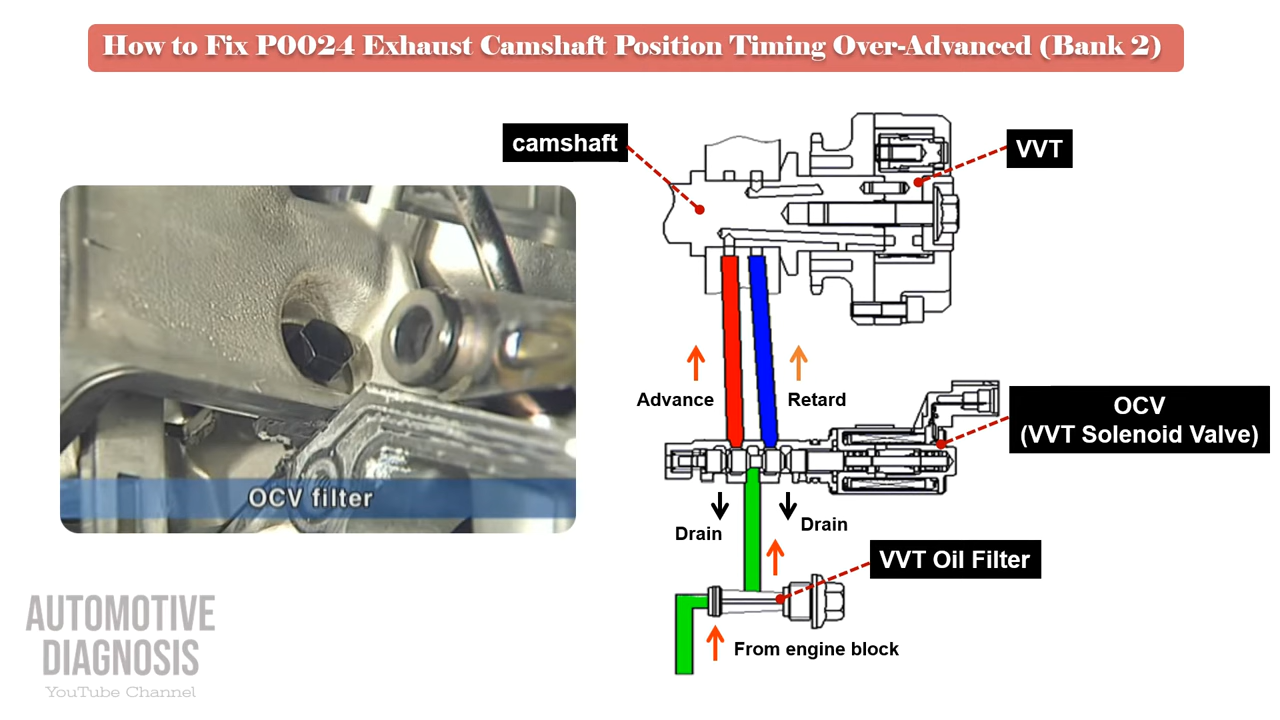 How to Fix P0024 Exhaust Camshaft Position Timing Over-Advanced (Bank 2)
camshaft
VVT
Advance
Retard
OCV
(VVT Solenoid Valve)
OCV filter
Drain
Drain
VVT Oil Filter
From engine block
AUTOMOTIVE
DIAGNOSIS
YouTube Channel